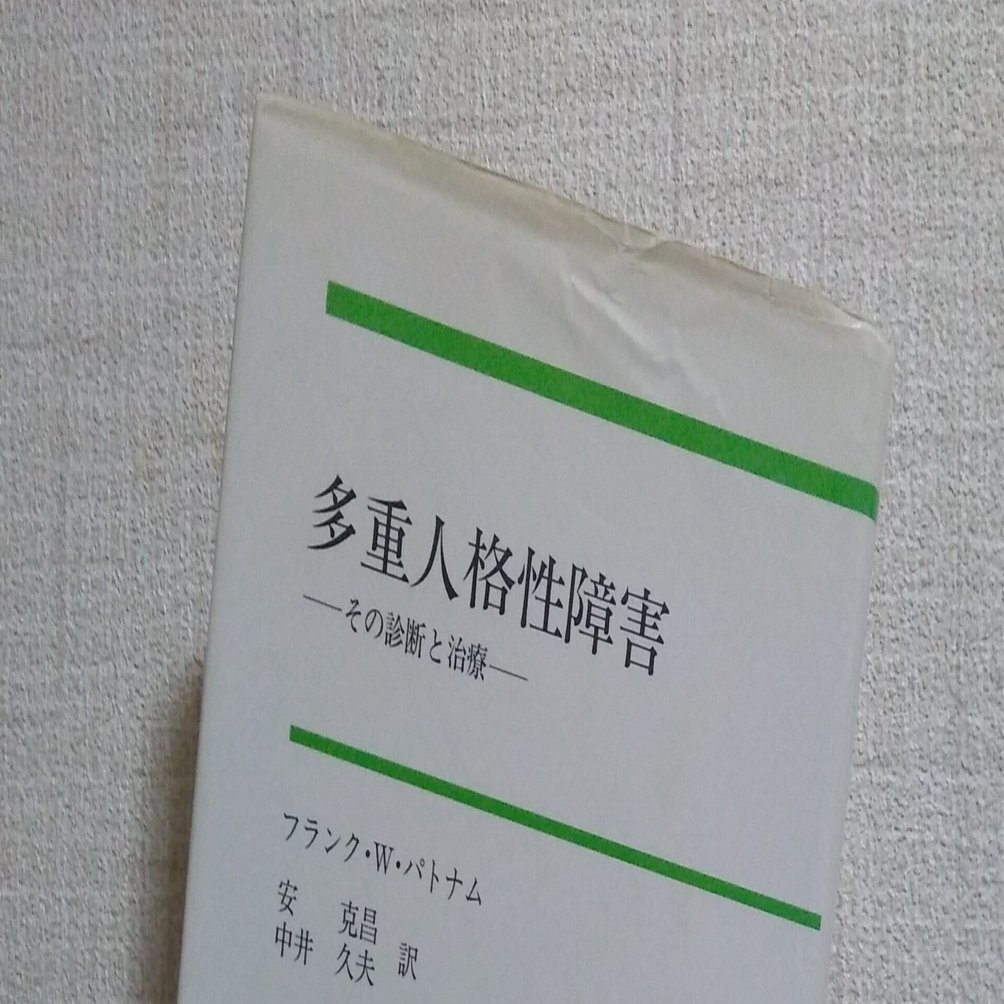 多重人格性障害
―その診断と治療―
フランク・W・パトナム
安 克昌
中井 久夫 訳